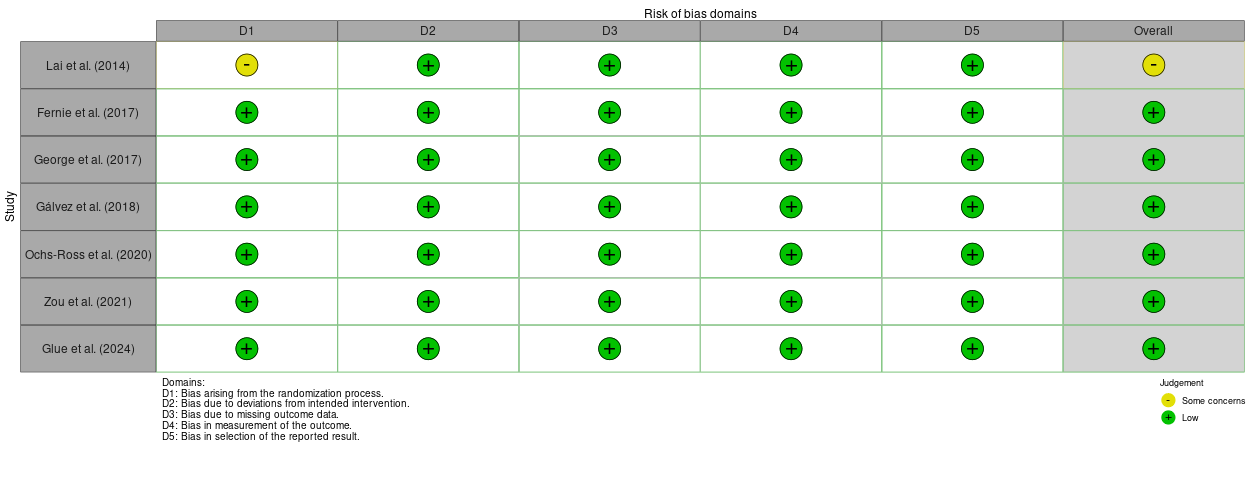 Risk of bias domains
D1 D2 D3 D4 D5 Overall
Study
Lai et al. (2014) - + + + + -
Fernie et al. (2017) + + + + + +
George et al. (2017) + + + + + +
Gálvez et al. (2018) + + + + + +
Ochs-Ross et al. (2020) + + + + + +
Zou et al. (2021) + + + + + +
Glue et al. (2024) + + + + + +
Domains:
D1: Bias arising from the randomization process.
D2: Bias due to deviations from intended intervention.
D3: Bias due to missing outcome data.
D4: Bias in measurement of the outcome.
D5: Bias in selection of the reported result.
Judgement
- Some concerns
+ Low